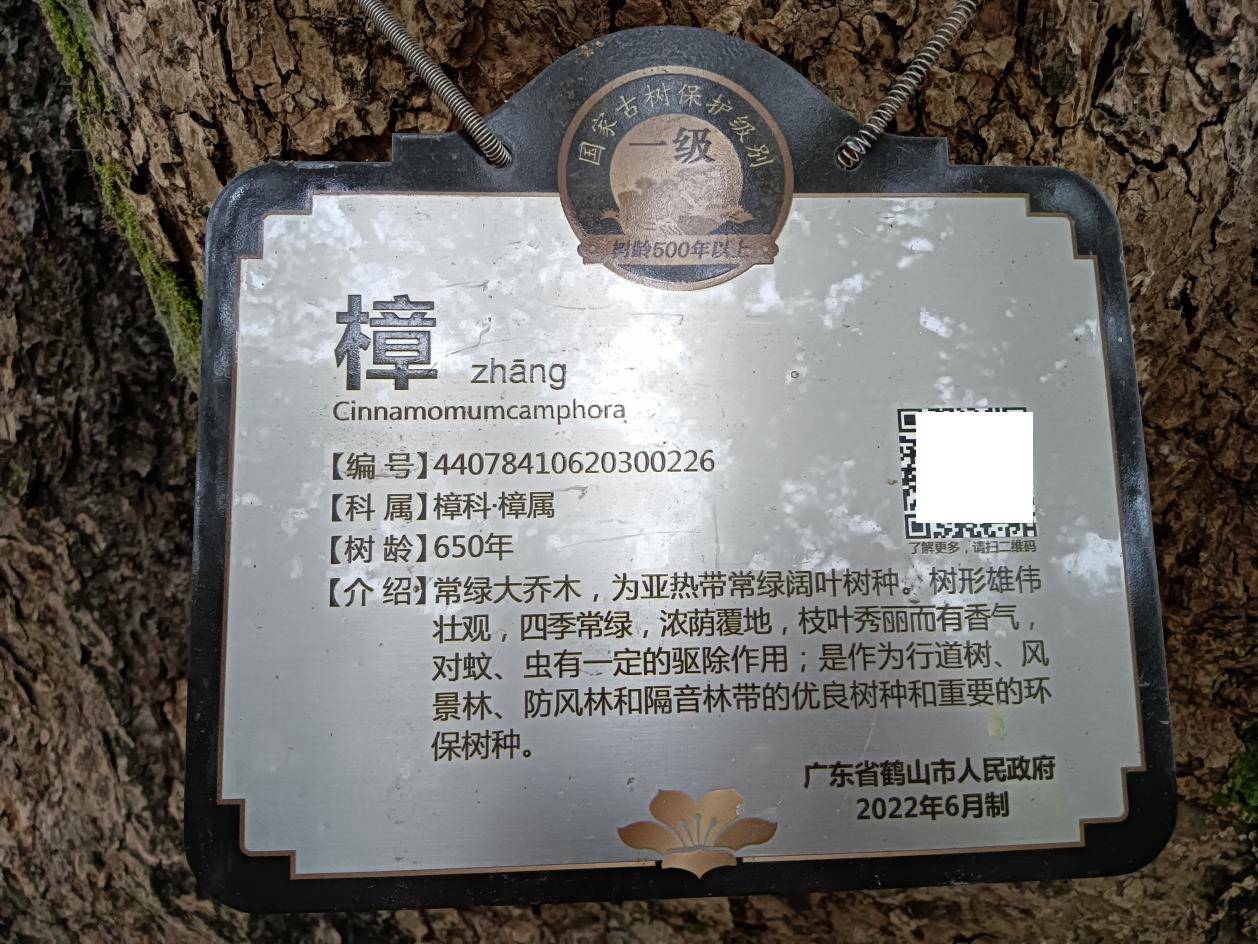 国家古树保护级别
一级
树龄500年以上
樟 zhāng
Cinnamomumcamphora
【编 号】44078410620300226
【科 属】樟科·樟属
【树 龄】650年
【介 绍】常绿大乔木，为亚热带常绿阔叶树种。树形雄伟
壮观，四季常绿，浓荫覆地，枝叶秀丽而有香气，
对蚊、虫有一定的驱除作用；是作为行道树、风
景林、防风林和隔音林带的优良树种和重要的环
保树种。
了解更多，请扫二维码
广东省鹤山市人民政府
2022年6月制